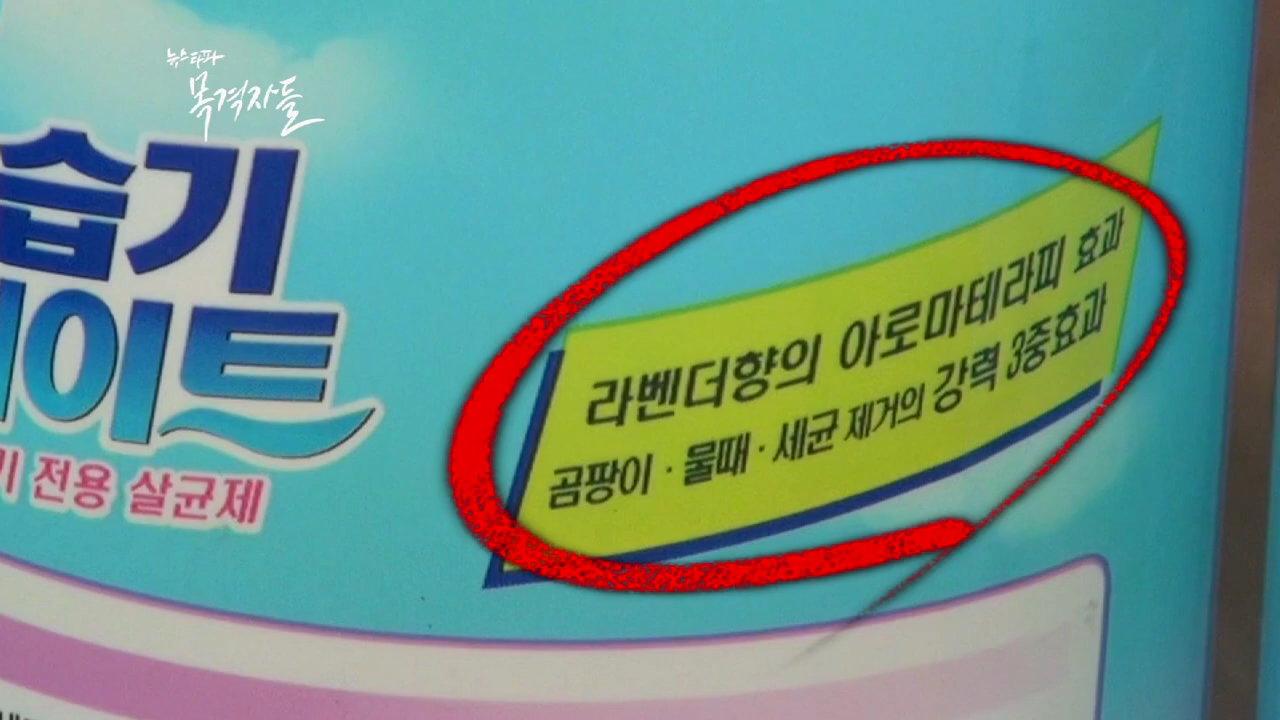 뉴스타파
목격자들
습기
이트
라벤더향의 아로마테라피 효과
곰팡이 · 물때 · 세균 제거의 강력 3중효과
기 전용 살균제